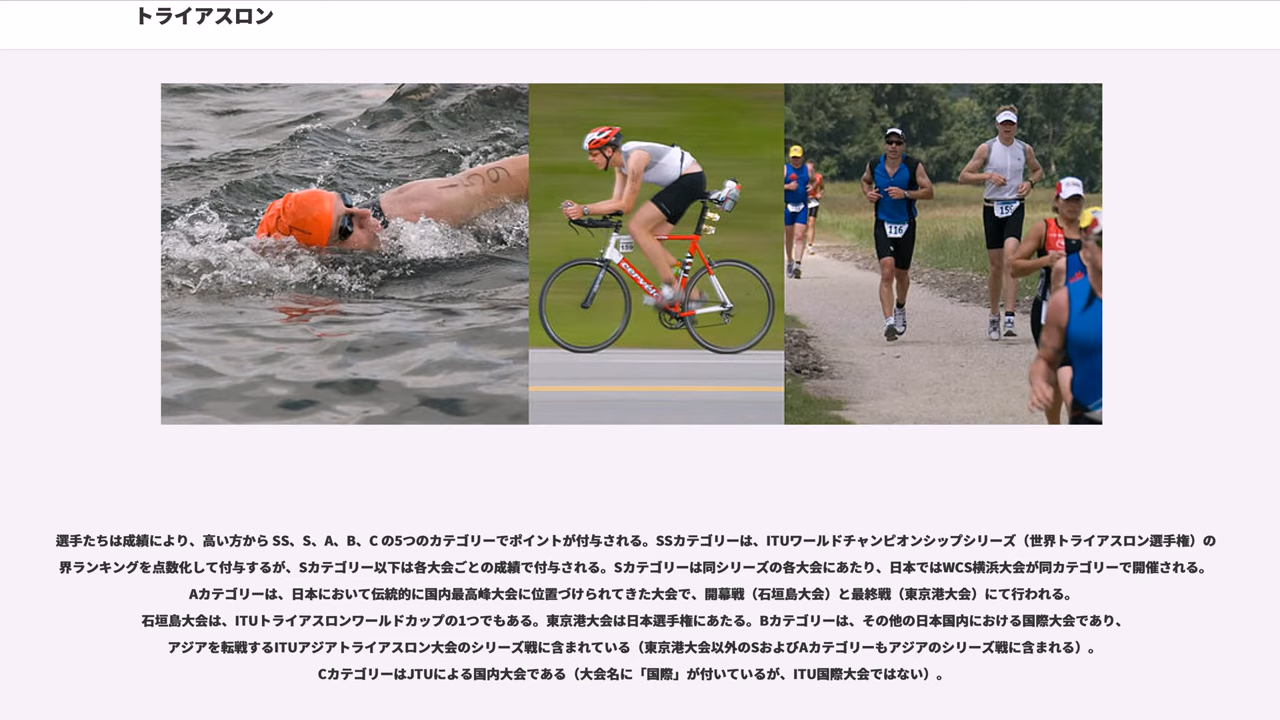 トライアスロン
116
159
cervélo
選手たちは成績により、高い方から SS、S、A、B、C の5つのカテゴリーでポイントが付与される。SSカテゴリーは、ITUワールドチャンピオンシップシリーズ（世界トライアスロン選手権）の
界ランキングを点数化して付与するが、Sカテゴリー以下は各大会ごとの成績で付与される。Sカテゴリーは同シリーズの各大会にあたり、日本ではWCS横浜大会が同カテゴリーで開催される。
Aカテゴリーは、日本において伝統的に国内最高峰大会に位置づけられてきた大会で、開幕戦（石垣島大会）と最終戦（東京港大会）にて行われる。
石垣島大会は、ITUトライアスロンワールドカップの1つでもある。東京港大会は日本選手権にあたる。Bカテゴリーは、その他の日本国内における国際大会であり、
アジアを転戦するITUアジアトライアスロン大会のシリーズ戦に含まれている（東京港大会以外のSおよびAカテゴリーもアジアのシリーズ戦に含まれる）。
CカテゴリーはJTUによる国内大会である（大会名に「国際」が付いているが、ITU国際大会ではない）。